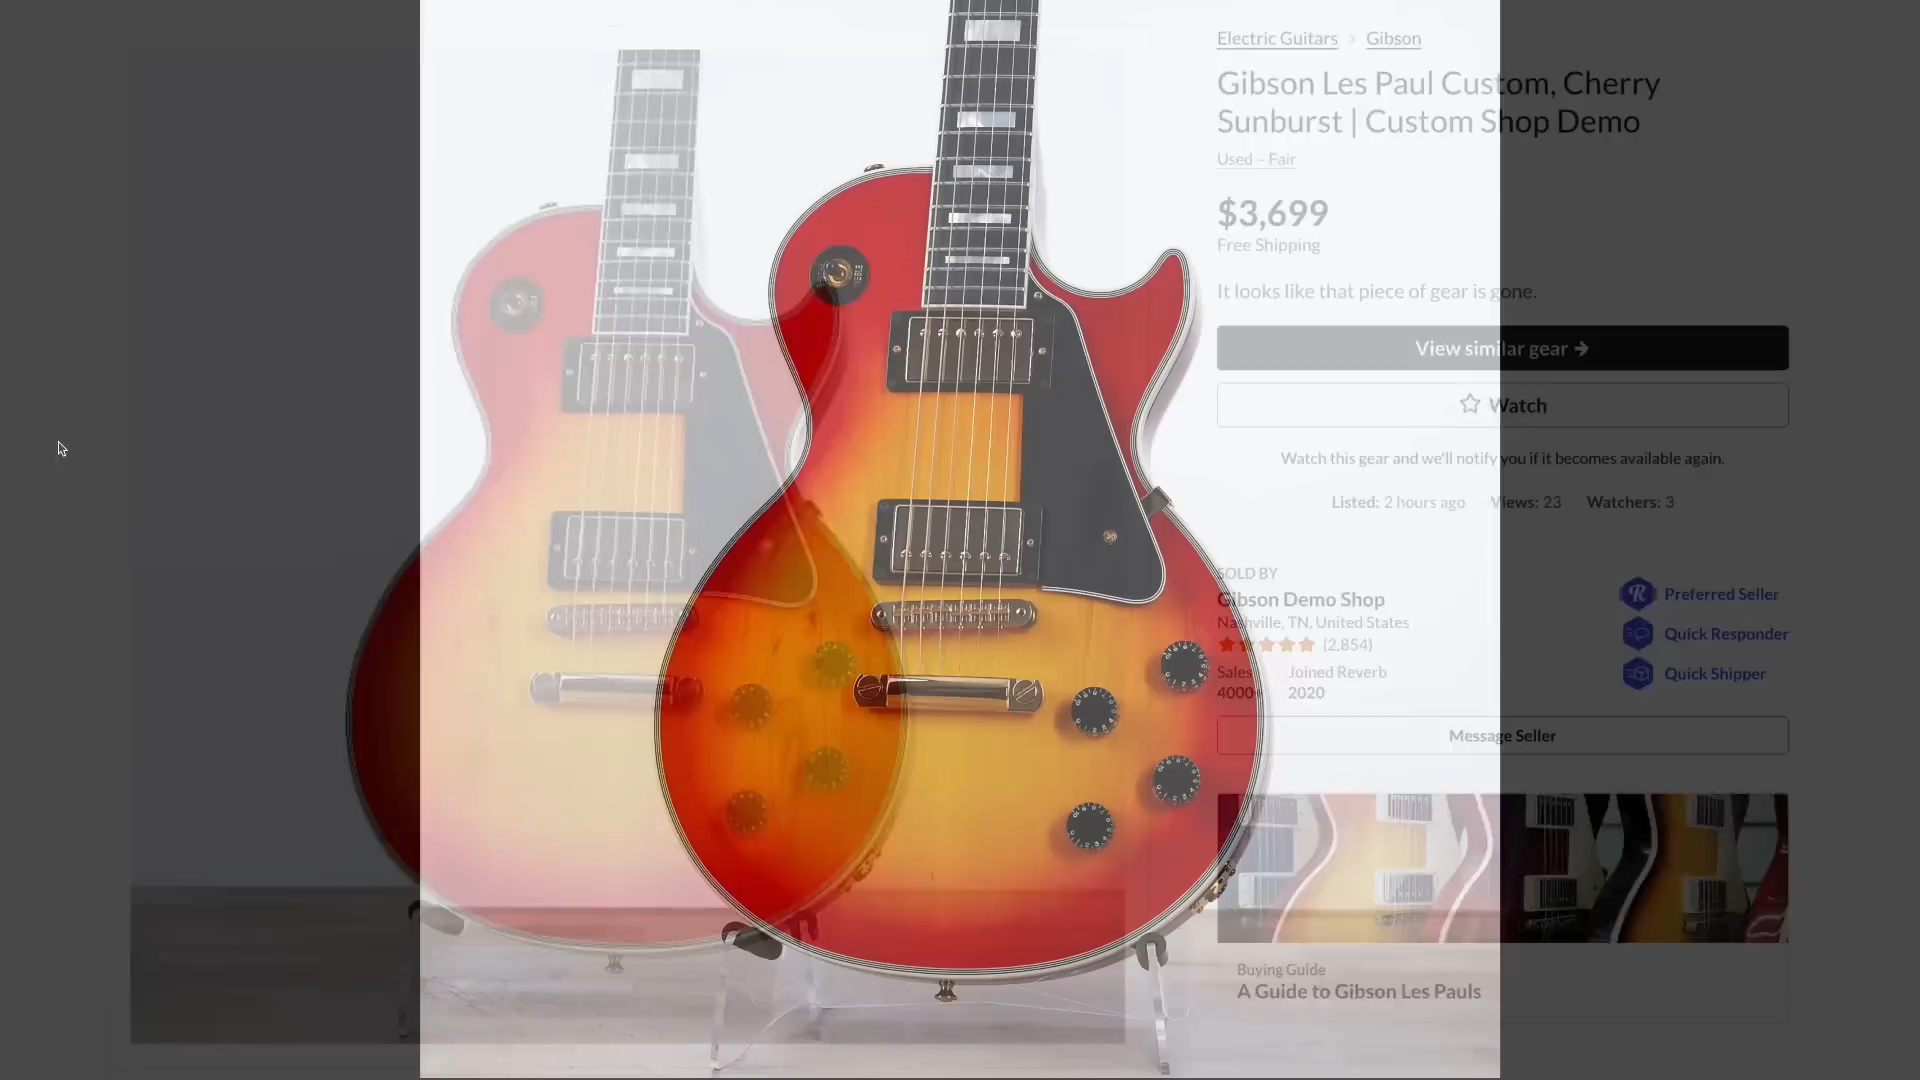 Electric Guitars › Gibson
Gibson Les Paul Custom, Cherry
Sunburst | Custom Shop Demo
Used – Fair
$3,699
Free Shipping
It looks like that piece of gear is gone.
View similar gear →
Watch
Watch this gear and we'll notify you if it becomes available again.
Listed: 2 hours ago Views: 23 Watchers: 3
SOLD BY
Gibson Demo Shop
Nashville, TN, United States
(2,854)
Sales Joined Reverb
4000+ 2020
Preferred Seller
Quick Responder
Quick Shipper
Message Seller
Buying Guide
A Guide to Gibson Les Pauls